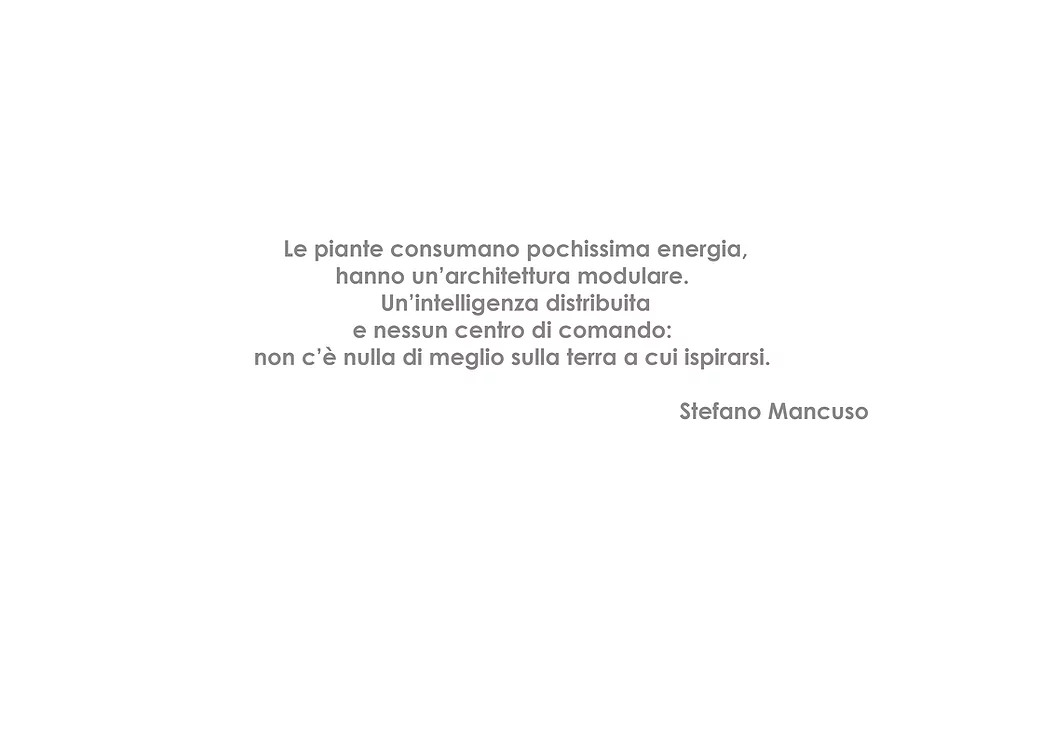 Le piante consumano pochissima energia,
hanno un’architettura modulare.
Un’intelligenza distribuita
e nessun centro di comando:
non c’è nulla di meglio sulla terra a cui ispirarsi.
Stefano Mancuso